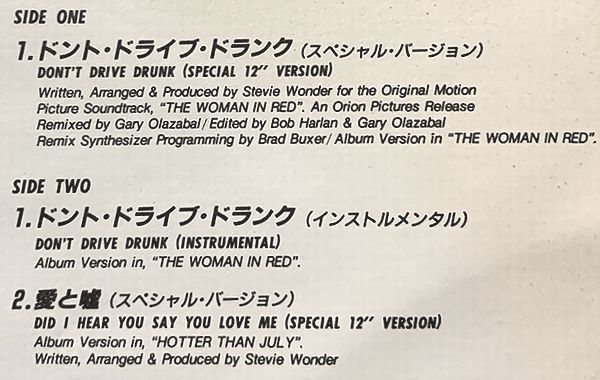 SIDE ONE
1. ドント・ドライブ・ドランク (スペシャル・バージョン)
DONT'T DRIVE DRUNK (SPECIAL 12″ VERSION)
Written, Arranged & Produced by Stevie Wonder for the Original Motion
Picture Soundtrack, “THE WOMAN IN RED”. An Orion Pictures Release
Remixed by Gary Olazabal/Edited by Bob Harlan & Gary Olazabal
Remix Synthesizer Programming by Brad Buxer/Album Version in “THE WOMAN IN RED”.
SIDE TWO
1. ドント・ドライブ・ドランク (インストルメンタル)
DON'T DRIVE DRUNK (INSTRUMENTAL)
Album Version in, “THE WOMAN IN RED”.
2. 愛と嘘 (スペシャル・バージョン)
DID I HEAR YOU SAY YOU LOVE ME (SPECIAL 12″ VERSION)
Album Version in, “HOTTER THAN JULY”.
Written, Arranged & Produced by Stevie Wonder